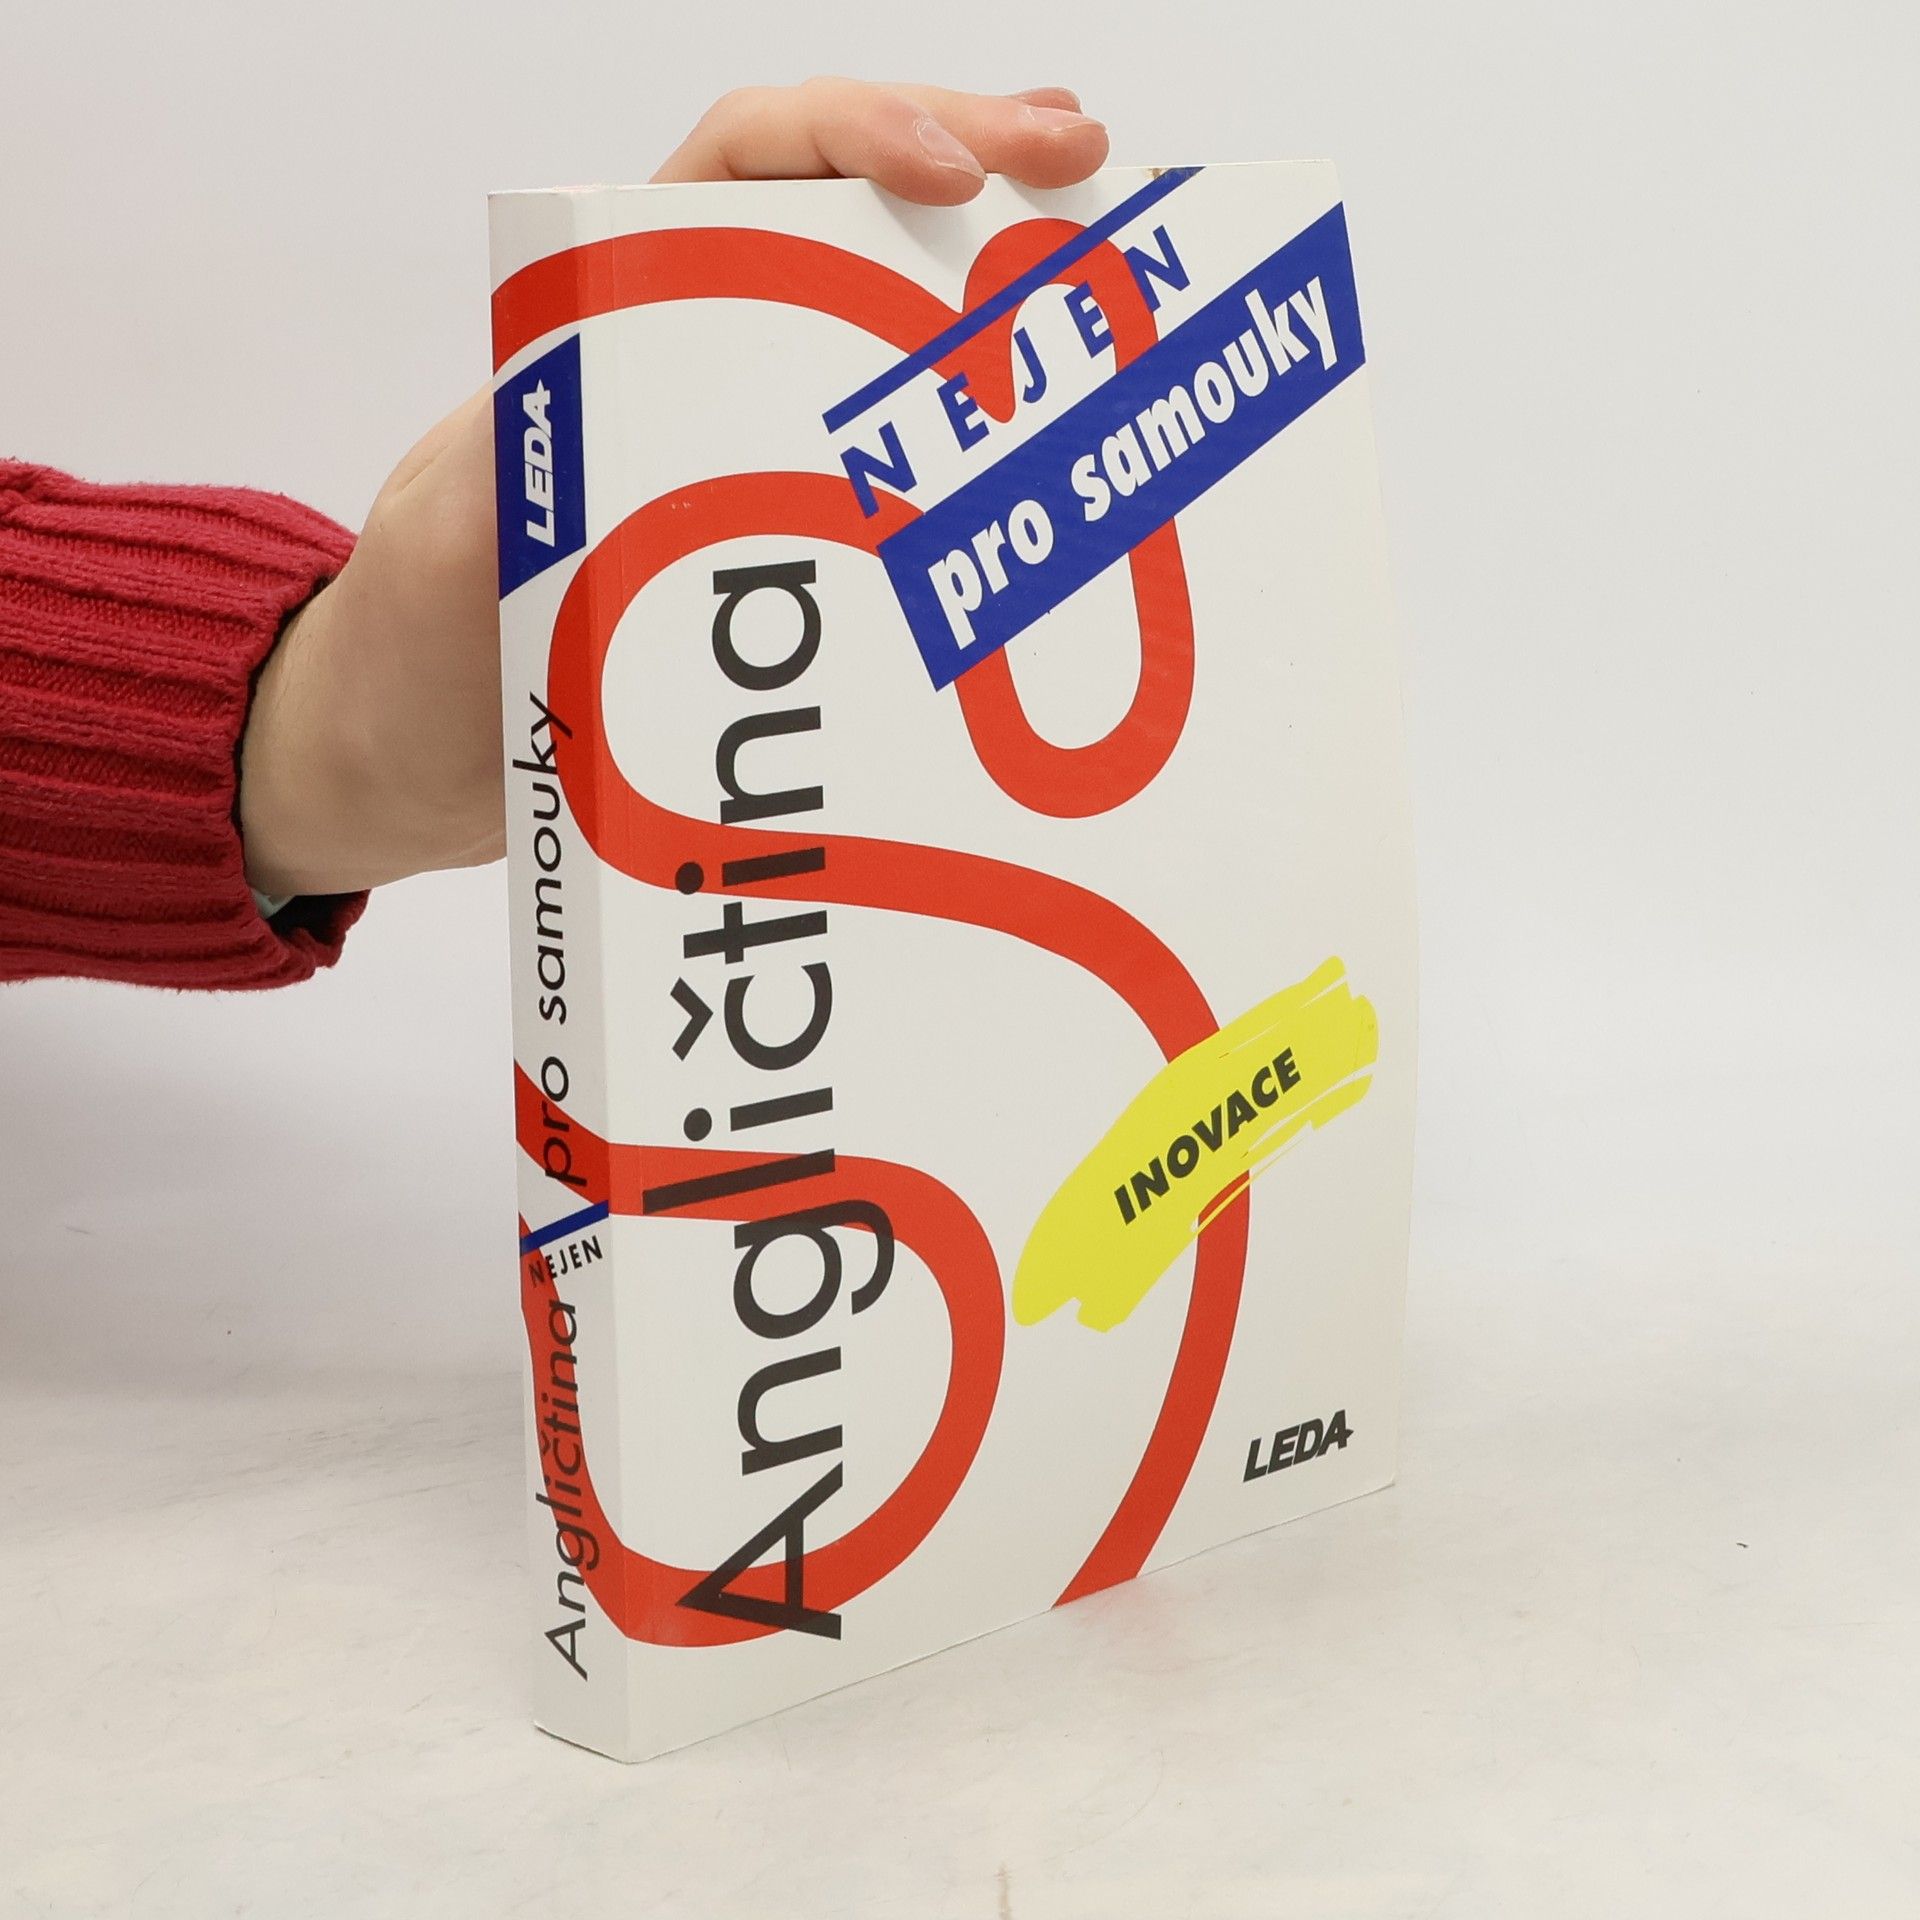 NEJEN
pro samouky
Angličtina
INOVACE
LEDA
LEDA
Angličtina NEJEN pro samouky